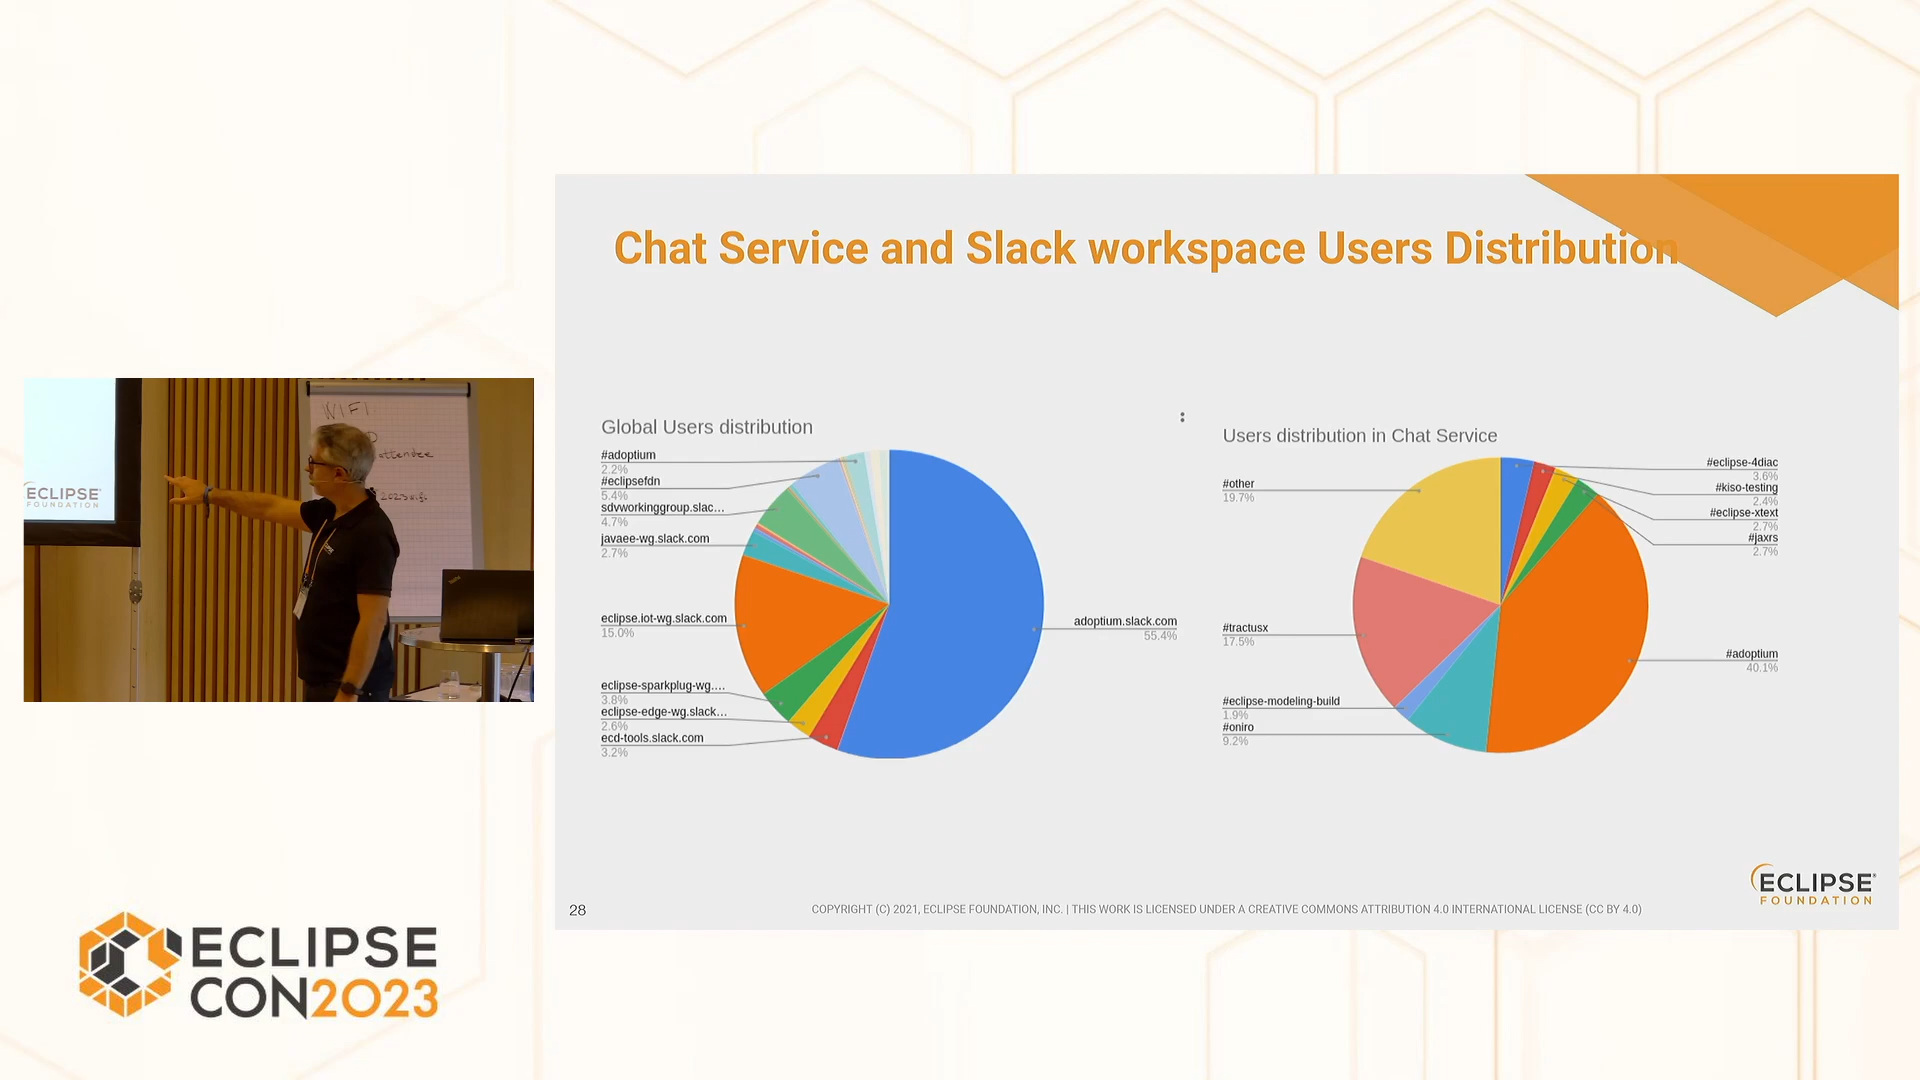 Chat Service and Slack workspace Users Distribution
Global Users distribution
#adoptium
2.2%
#eclipsefdn
5.4%
sdvworkinggroup.slac...
4.7%
javaee-wg.slack.com
2.7%
eclipse.iot-wg.slack.com
15.0%
eclipse-sparkplug-wg....
3.8%
eclipse-edge-wg.slack...
2.6%
ecd-tools.slack.com
3.2%
adoptium.slack.com
55.4%
Users distribution in Chat Service
#other
19.7%
#tractusx
17.5%
#eclipse-modeling-build
1.9%
#oniro
9.2%
#eclipse-4diac
3.6%
#kiso-testing
2.4%
#eclipse-xtext
2.7%
#jaxrs
2.7%
#adoptium
40.1%
ECLIPSE
FOUNDATION
28
COPYRIGHT (C) 2021, ECLIPSE FOUNDATION, INC. | THIS WORK IS LICENSED UNDER A CREATIVE COMMONS ATTRIBUTION 4.0 INTERNATIONAL LICENSE (CC BY 4.0)
WIFI
attendee
ECLIPSE
FOUNDATION
ECLIPSE
CON2023